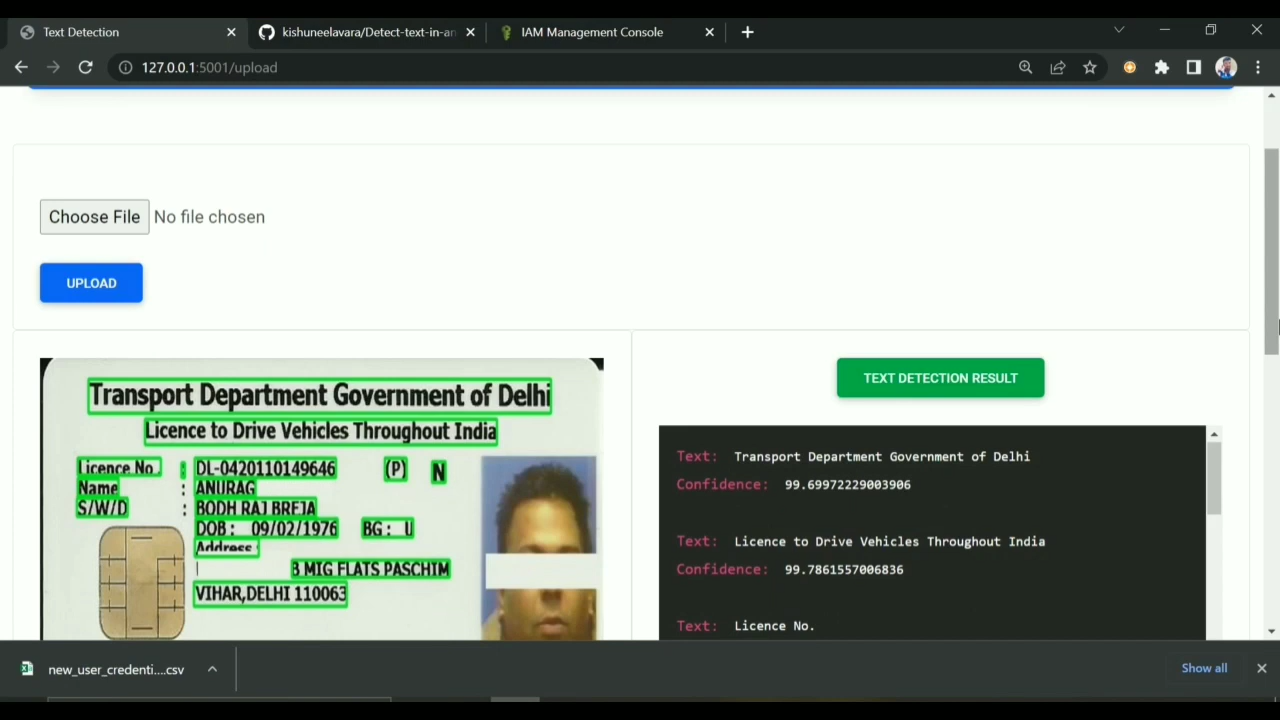 Text Detection
kishuneelavara/Detect-text-in-an
IAM Management Console
127.0.0.1:5001/upload
Choose File No file chosen
UPLOAD
Transport Department Government of Delhi
Licence to Drive Vehicles Throughout India
Licence No. : DL-0420110149646 (P) N
Name : ANURAG
S/W/D : BODH RAJ BREJA
DOB : 09/02/1976 BG : U
Address
MIG FLATS PASCHIM
VIHAR,DELHI 110063
TEXT DETECTION RESULT
Text: Transport Department Government of Delhi
Confidence: 99.69972229003906
Text: Licence to Drive Vehicles Throughout India
Confidence: 99.7861557006836
Text: Licence No.
new_user_credenti....csv
Show all